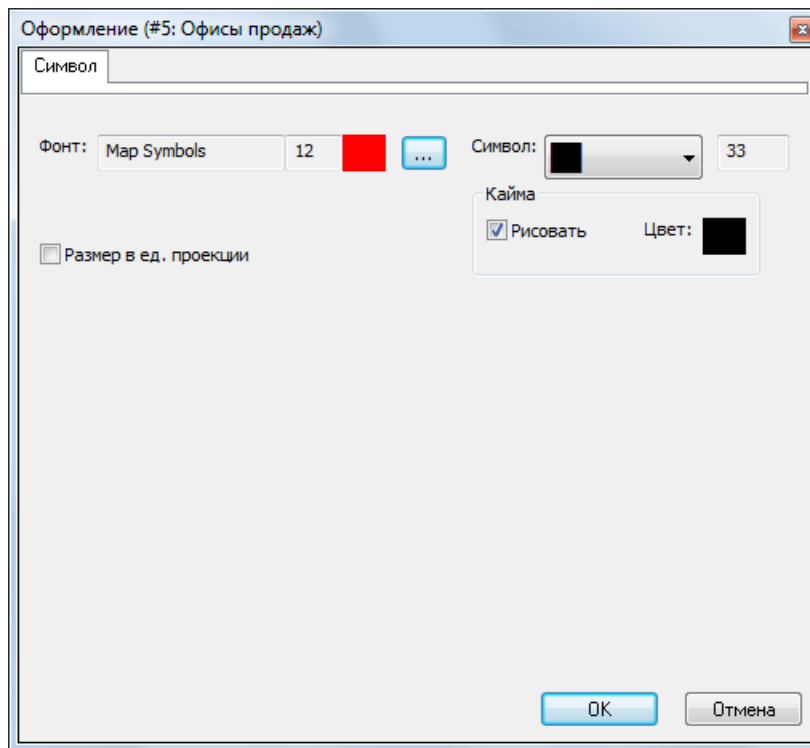 Оформление (#5: Офисы продаж)
Символ
Фонт: Map Symbols 12 ... Символ: 33
Кайма
Рисовать Цвет:
Размер в ед. проекции
OK Отмена